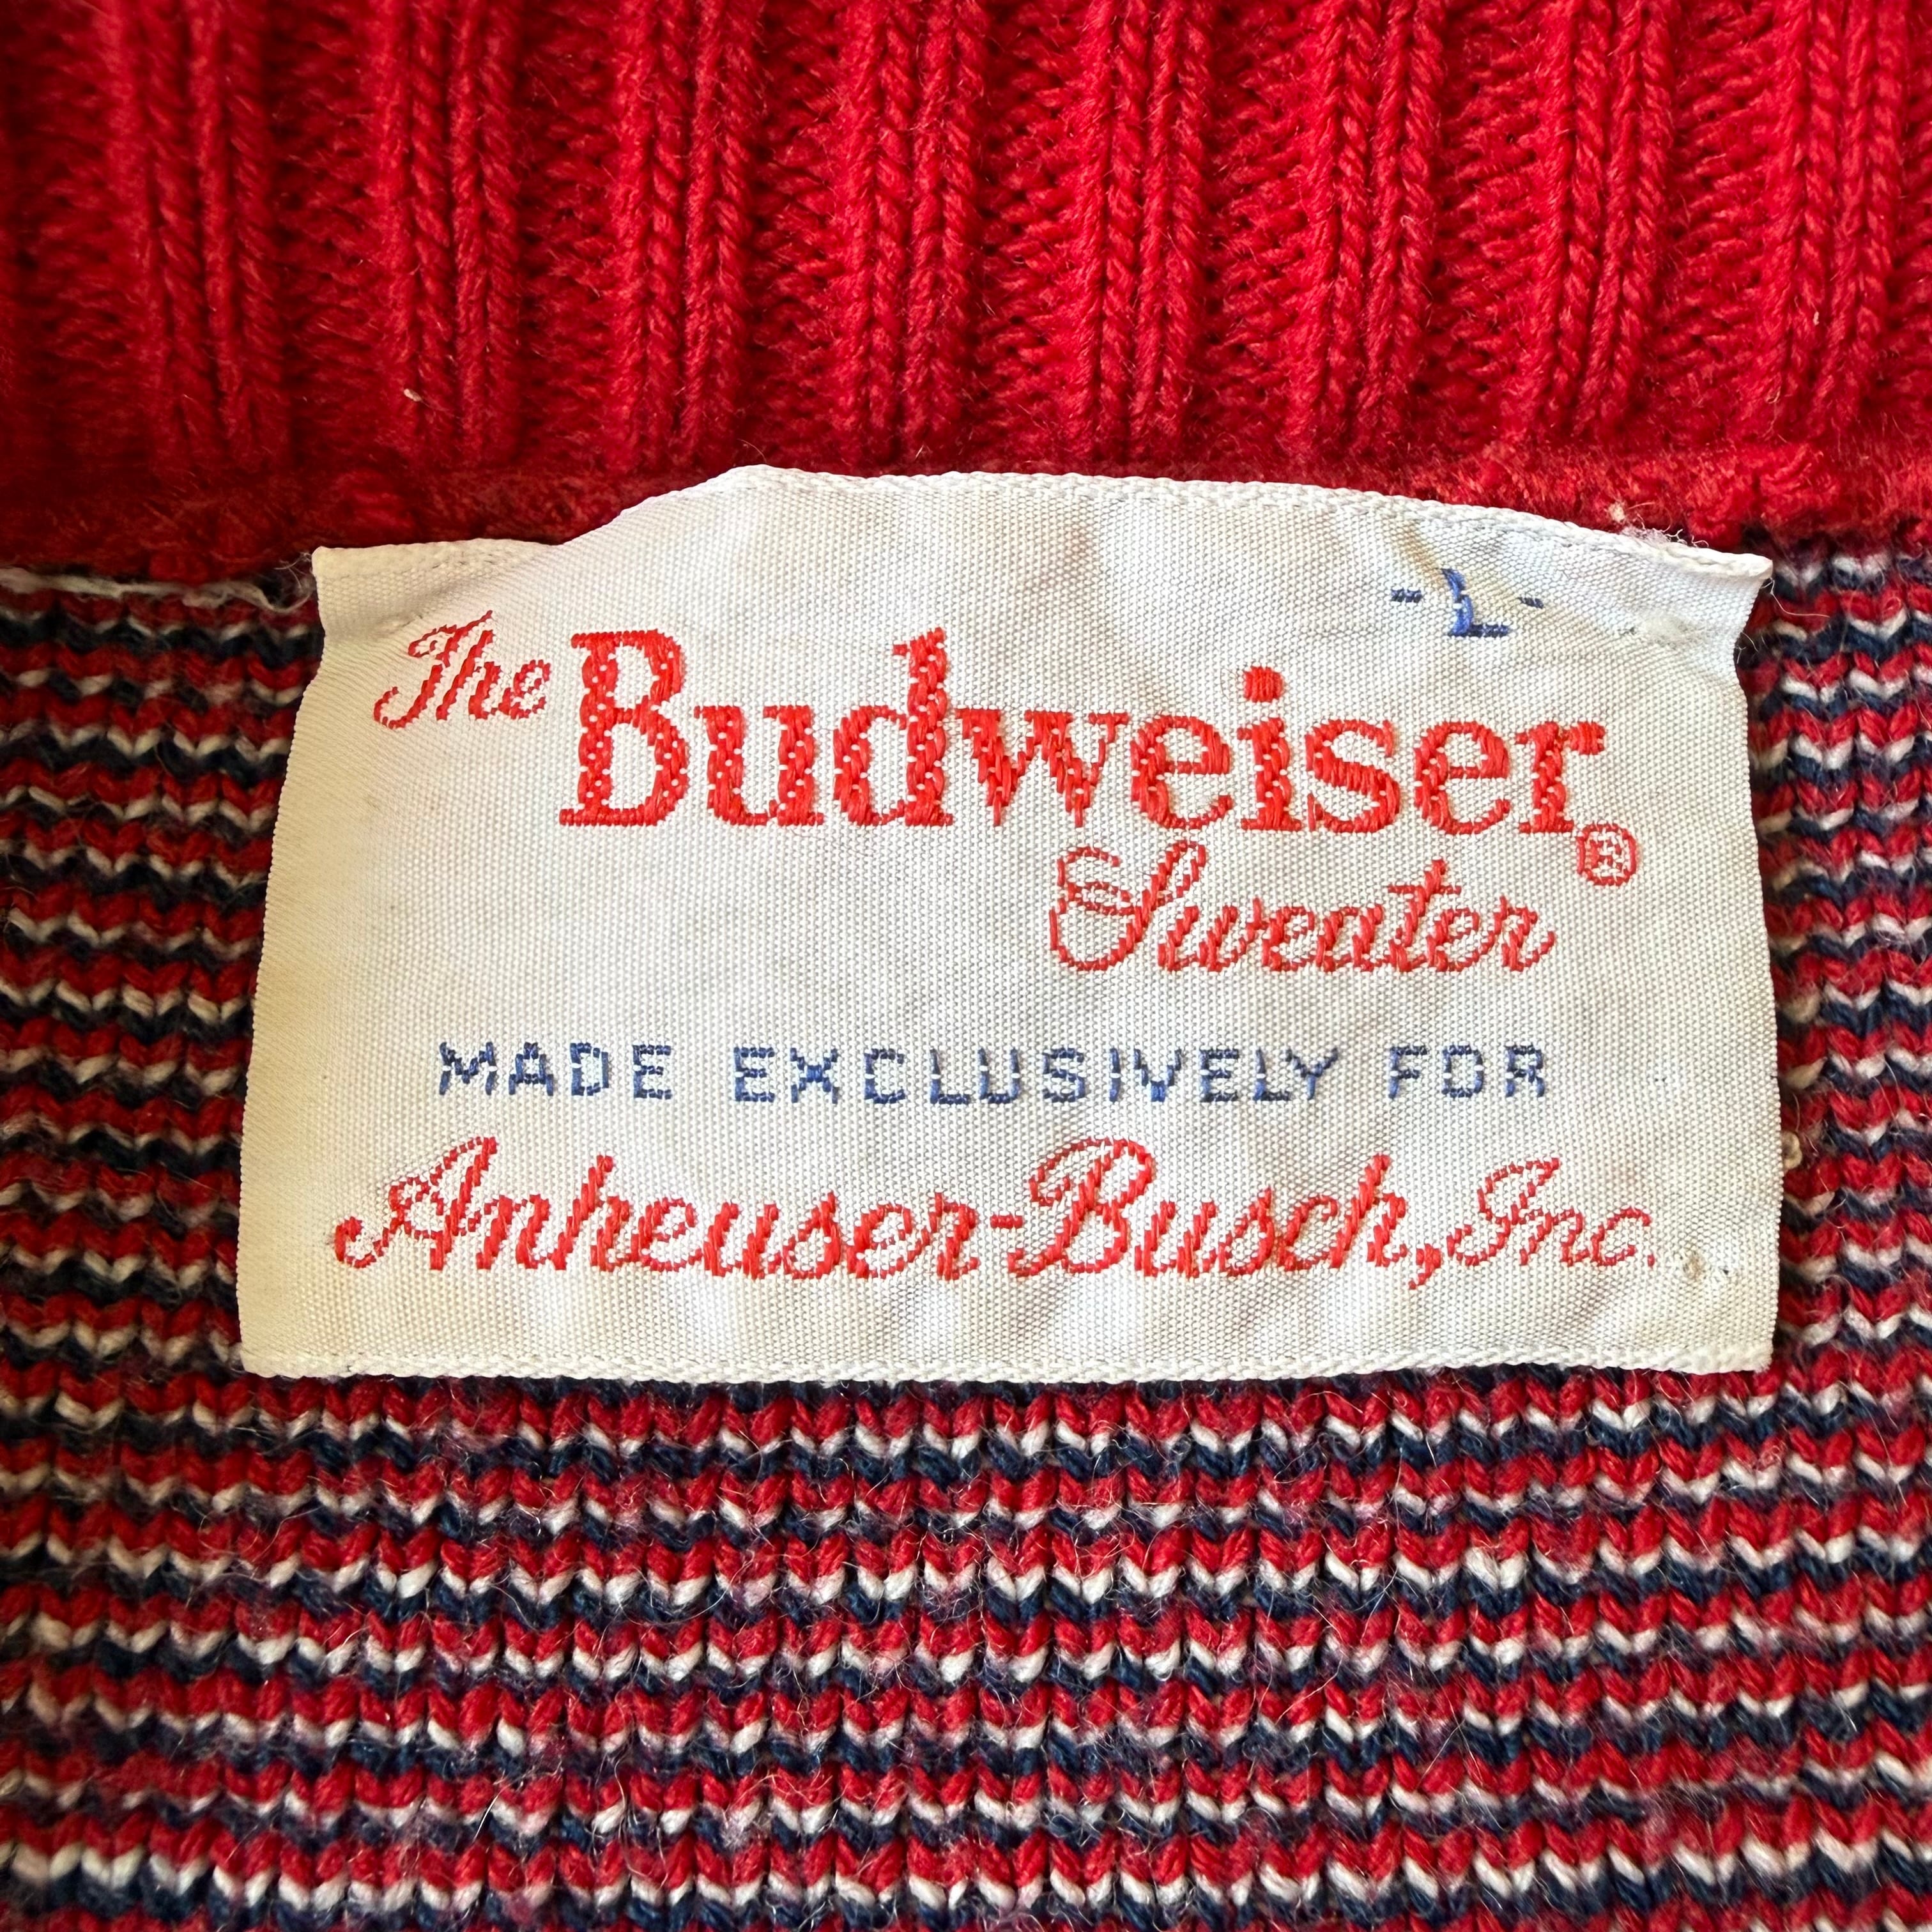 -L-
The Budweiser®
Sweater
MADE EXCLUSIVELY FOR
Anheuser-Busch, Inc.